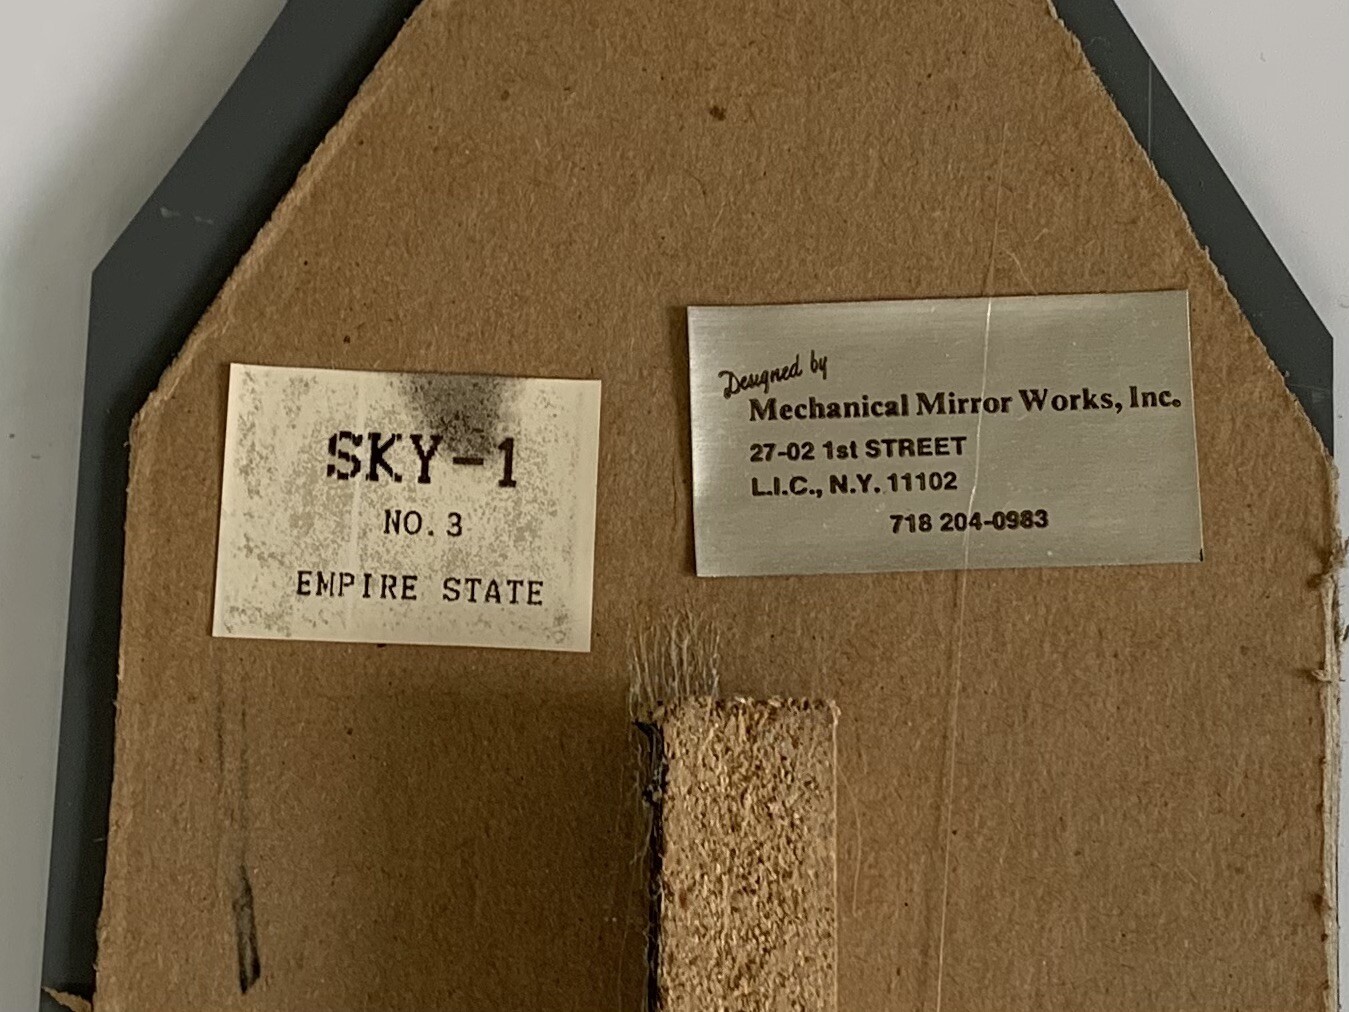 SKY-1
NO. 3
EMPIRE STATE
Designed by
Mechanical Mirror Works, Inc.
27-02 1st STREET
L.I.C., N.Y. 11102
718 204-0983